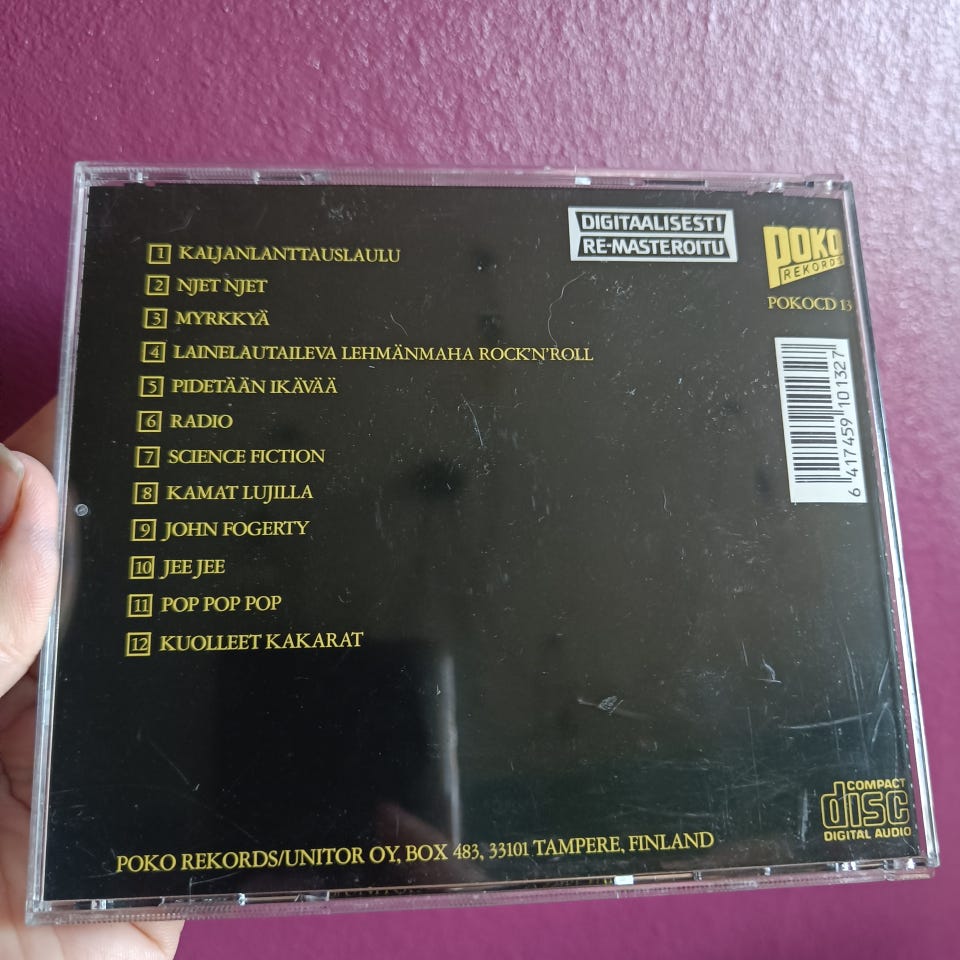 DIGITAALISESTI
RE-MASTEROITU
POKO
REKORDS
POKOCD 13
1 KALJANLANTTAUSLAULU
2 NJET NJET
3 MYRKKYÄ
4 LAINELAUTAILEVA LEHMÄNMAHA ROCK'N'ROLL
5 PIDETÄÄN IKÄVÄÄ
6 RADIO
7 SCIENCE FICTION
8 KAMAT LUJILLA
9 JOHN FOGERTY
10 JEE JEE
11 POP POP POP
12 KUOLLEET KAKARAT
6 417459 101327
COMPACT
disc
DIGITAL AUDIO
POKO REKORDS/UNITOR OY, BOX 483, 33101 TAMPERE, FINLAND